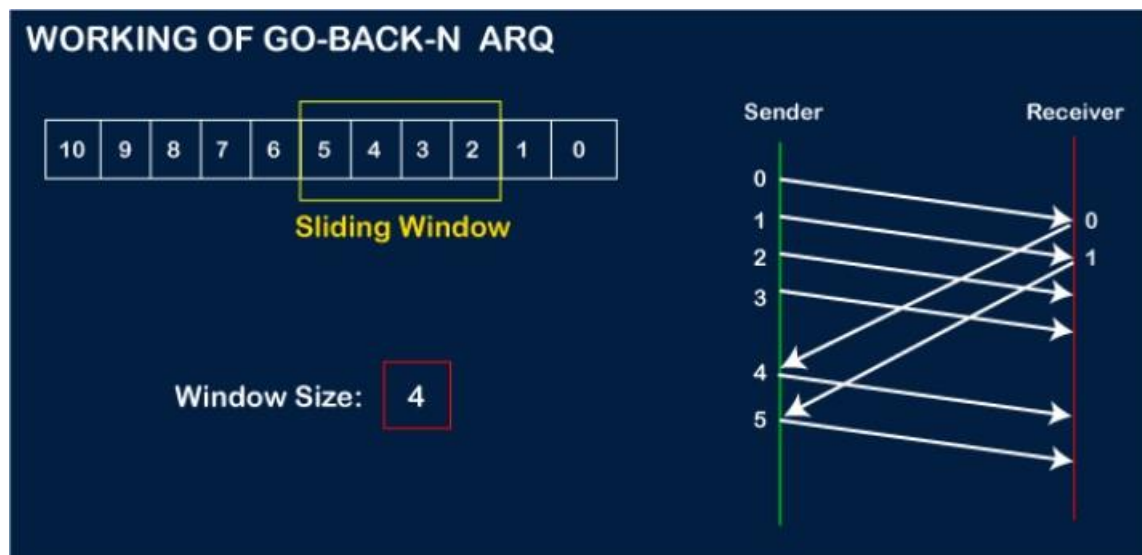 WORKING OF GO-BACK-N ARQ
10 9 8 7 6 5 4 3 2 1 0
Sliding Window
Window Size: 4
Sender Receiver
0
1 0
2 1
3
4
5